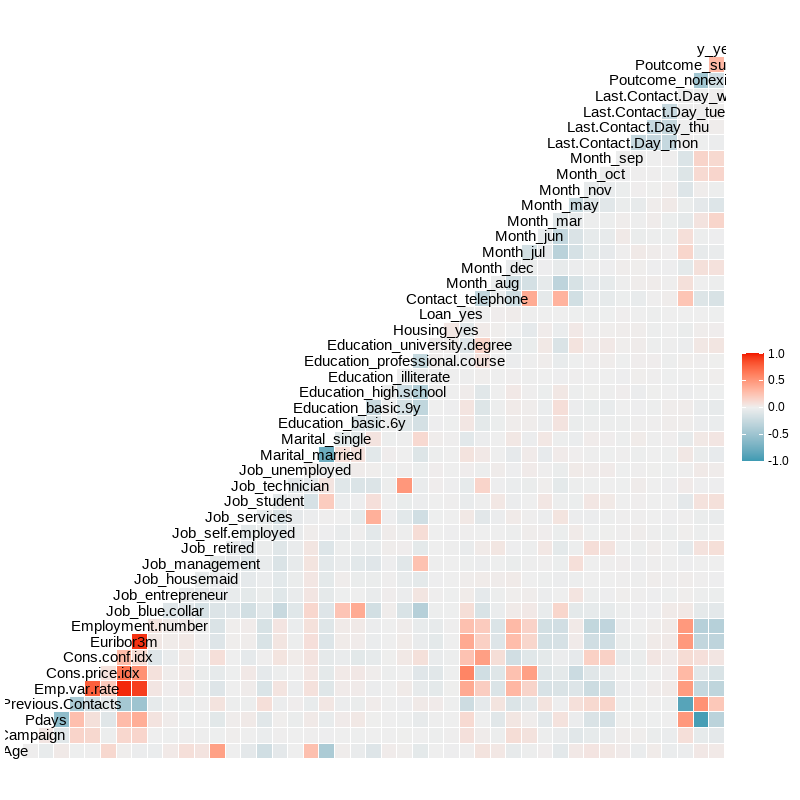 y_ye
Poutcome_su
Poutcome_nonexi
Last.Contact.Day_w
Last.Contact.Day_tue
Last.Contact.Day_thu
Last.Contact.Day_mon
Month_sep
Month_oct
Month_nov
Month_may
Month_mar
Month_jun
Month_jul
Month_dec
Month_aug
Contact_telephone
Loan_yes
Housing_yes
Education_university.degree
Education_professional.course
Education_illiterate
Education_high.school
Education_basic.9y
Education_basic.6y
Marital_single
Marital_married
Job_unemployed
Job_technician
Job_student
Job_services
Job_self.employed
Job_retired
Job_management
Job_housemaid
Job_entrepreneur
Job_blue.collar
Employment.number
Euribor3m
Cons.conf.idx
Cons.price.idx
Emp.var.rate
Previous.Contacts
Pdays
Campaign
Age
1.0
0.5
0.0
-0.5
-1.0